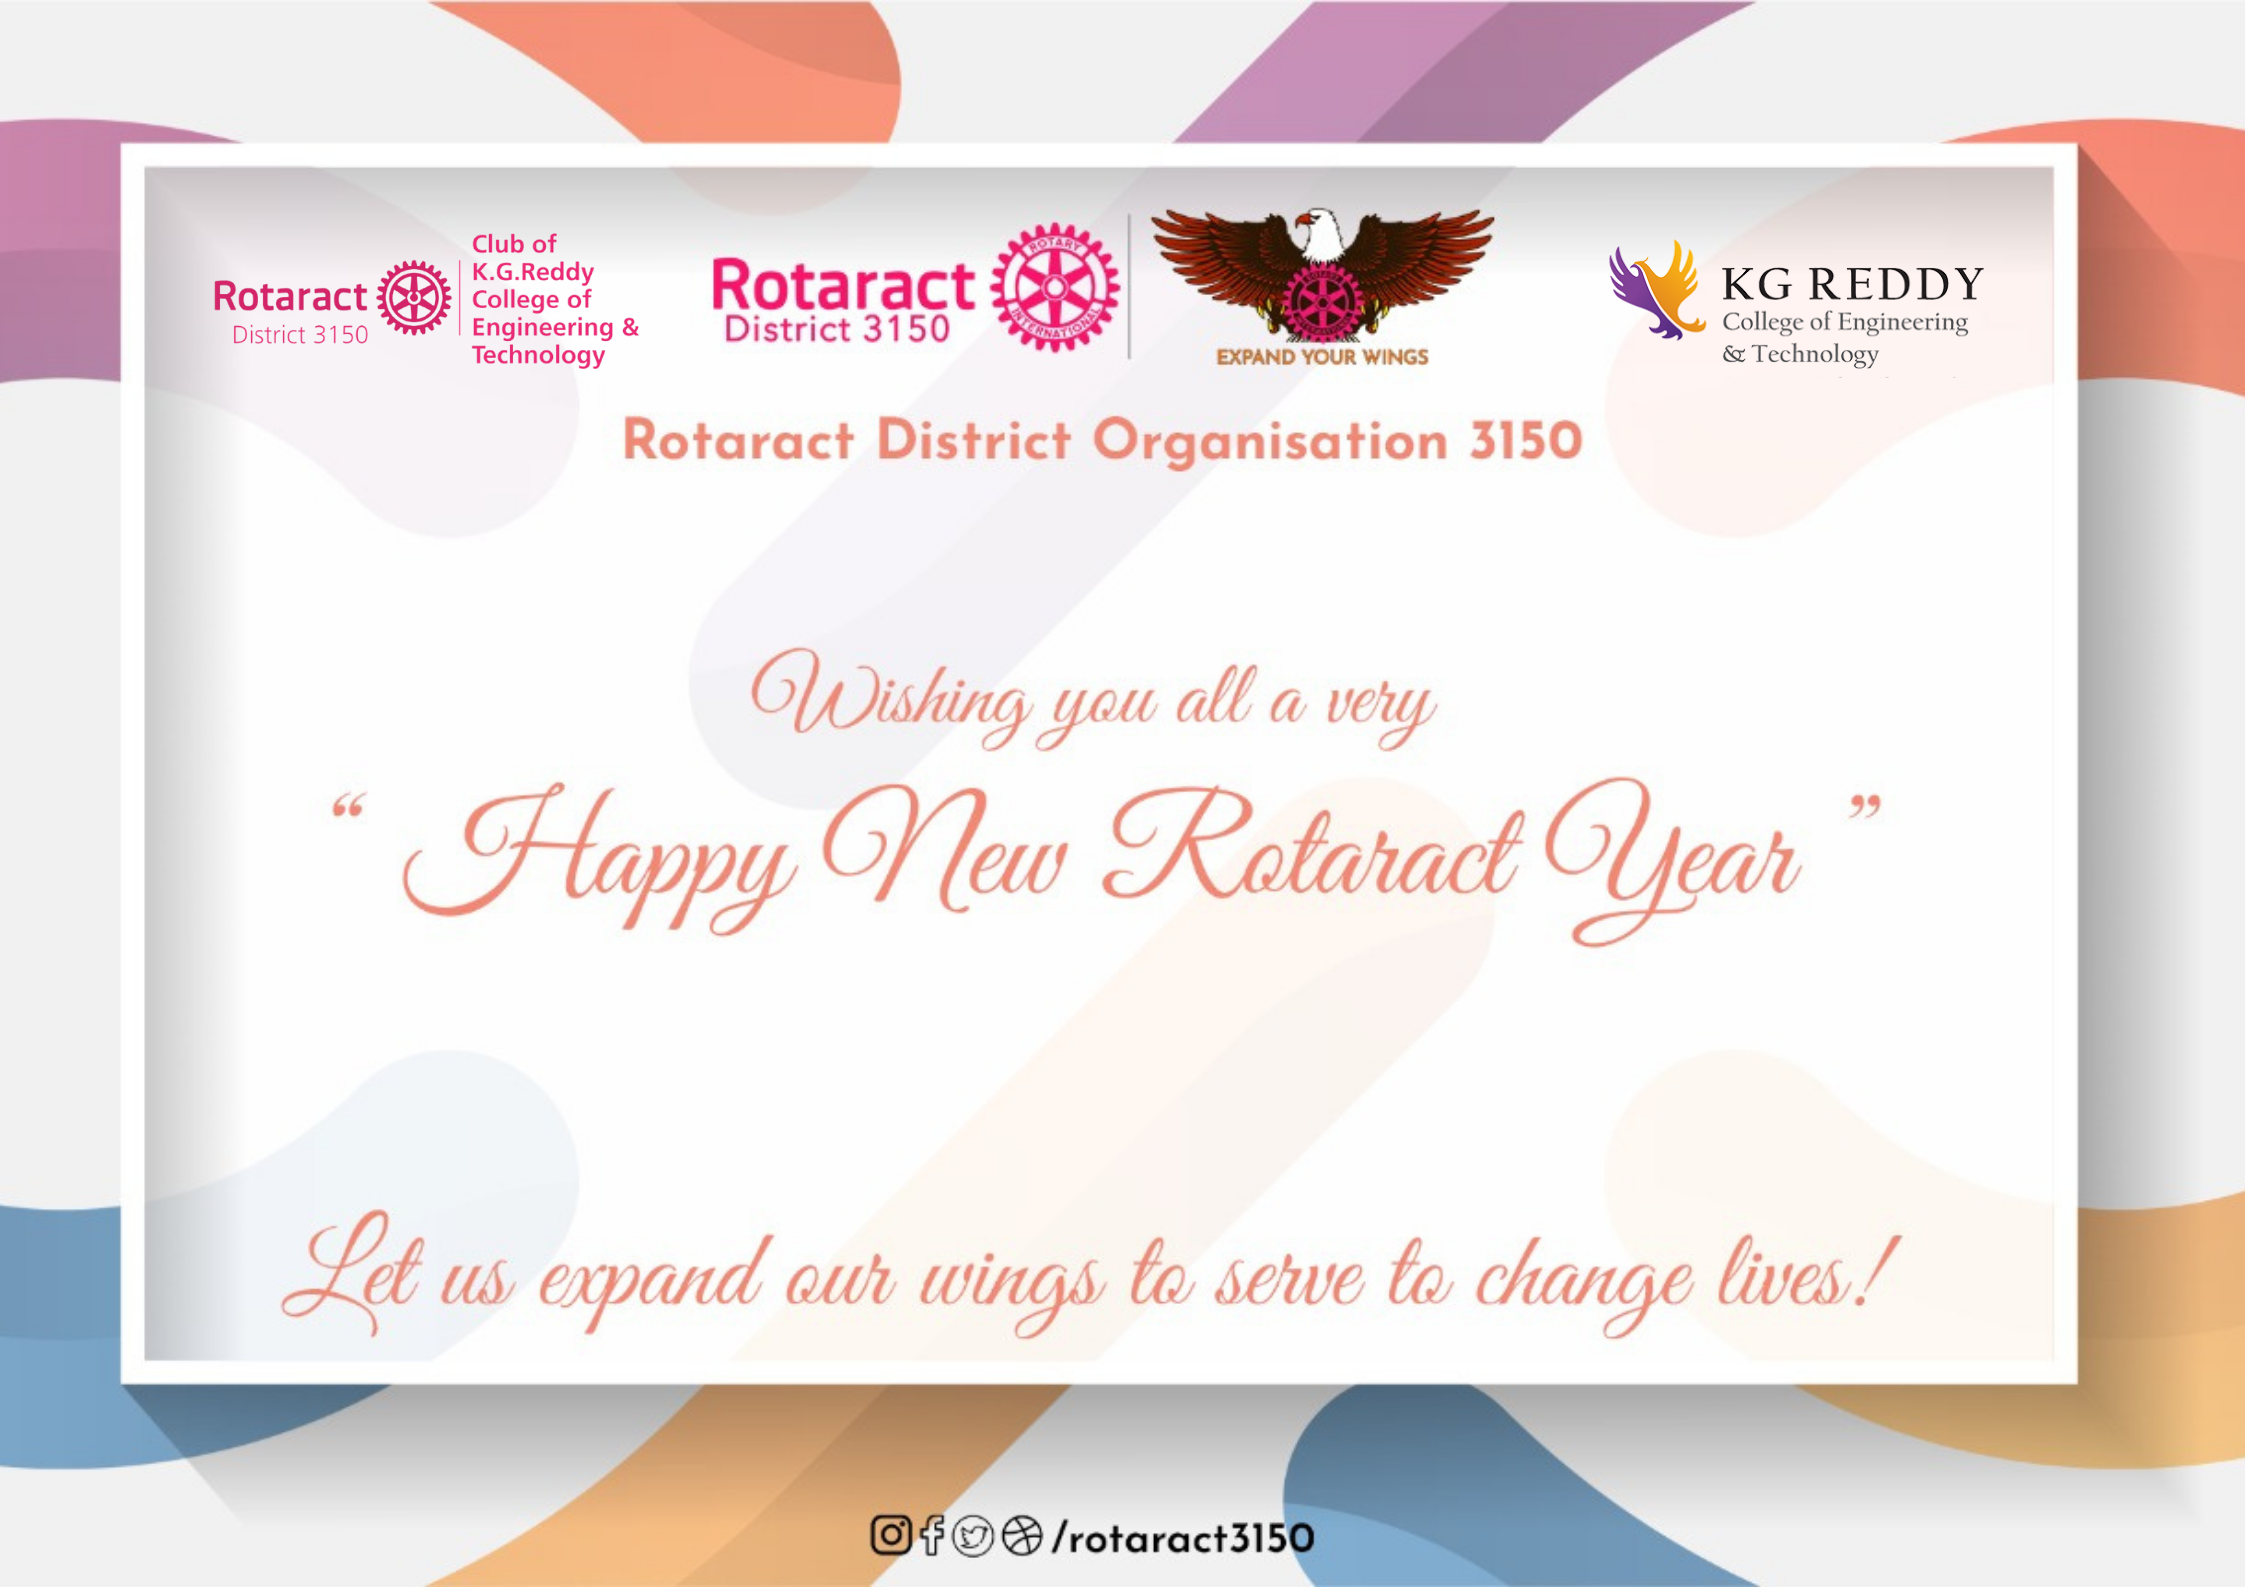 Rotaract
District 3150
Club of
K.G.Reddy
College of
Engineering &
Technology
Rotaract
District 3150
ROTARY
INTERNATIONAL
EXPAND YOUR WINGS
KG REDDY
College of Engineering
& Technology
Rotaract District Organisation 3150
Wishing you all a very
“ Happy New Rotaract Year ”
Let us expand our wings to serve to change lives!
/rotaract3150